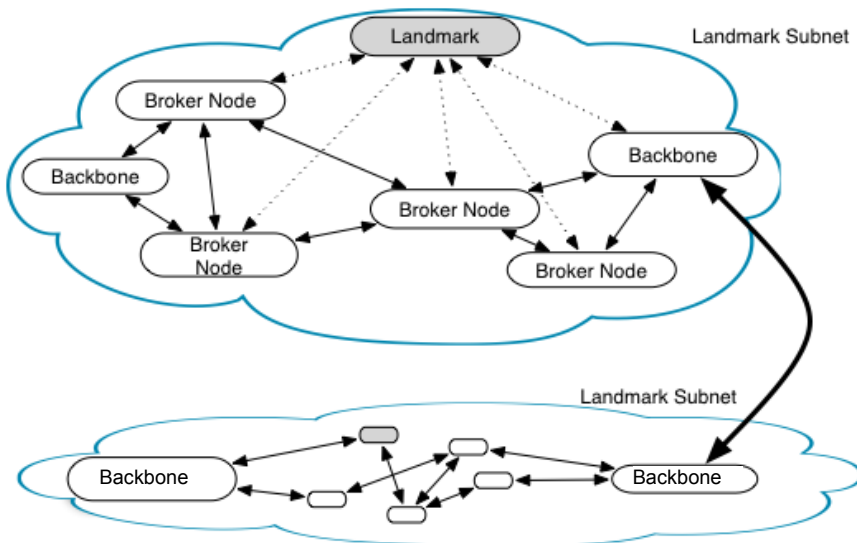 Landmark
Landmark Subnet
Broker Node
Backbone
Backbone
Broker Node
Broker
Node
Broker Node
Landmark Subnet
Backbone
Backbone